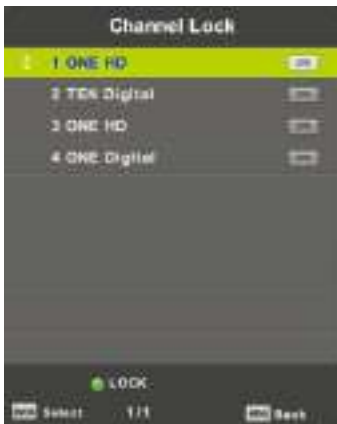 Channel Lock
1 ONE HD
2 TEN Digital
3 ONE HD
4 ONE Digital
LOCK
Select 1/1 Back